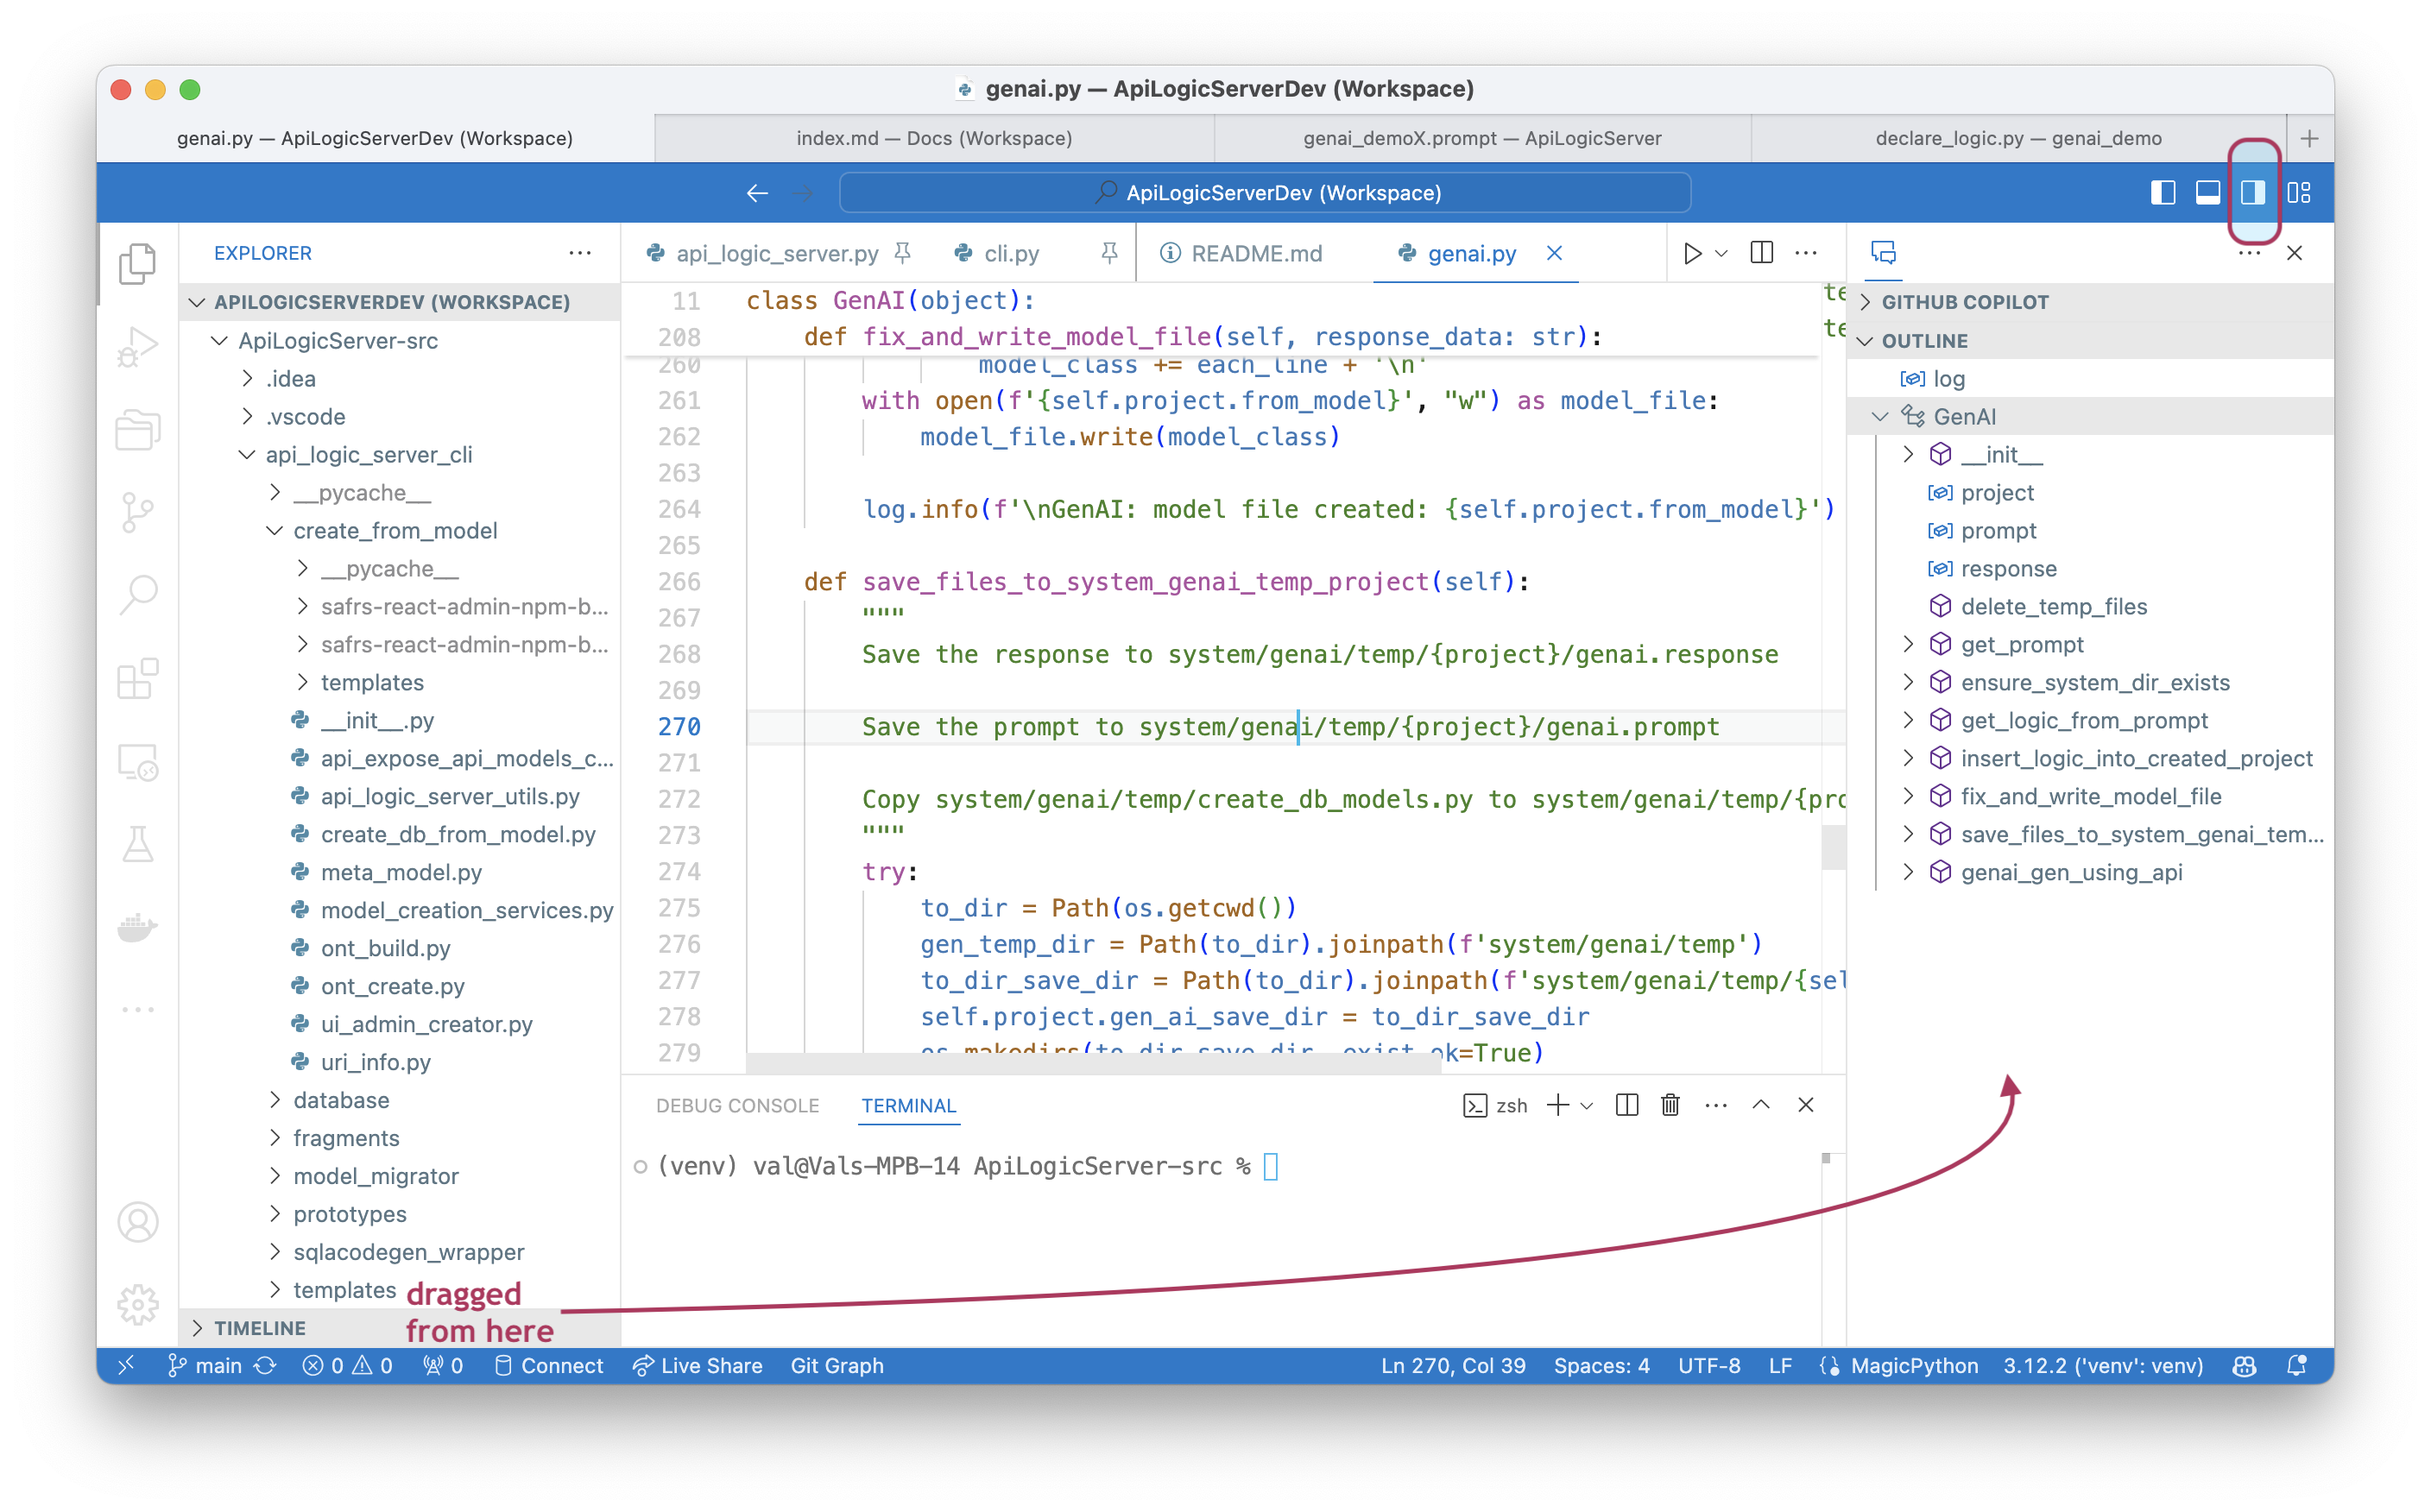 genai.py — ApiLogicServerDev (Workspace)
genai.py — ApiLogicServerDev (Workspace)
index.md — Docs (Workspace)
genai_demoX.prompt — ApiLogicServer
declare_logic.py — genai_demo
ApiLogicServerDev (Workspace)
EXPLORER
APILOGICSERVERDEV (WORKSPACE)
ApiLogicServer-src
.idea
.vscode
api_logic_server_cli
__pycache__
create_from_model
__pycache__
safrs-react-admin-npm-b...
safrs-react-admin-npm-b...
templates
__init__.py
api_expose_api_models_c...
api_logic_server_utils.py
create_db_from_model.py
meta_model.py
model_creation_services.py
ont_build.py
ont_create.py
ui_admin_creator.py
uri_info.py
database
fragments
model_migrator
prototypes
sqlacodegen_wrapper
templates
TIMELINE
dragged
from here
api_logic_server.py
cli.py
README.md
genai.py
11 class GenAI(object):
208 def fix_and_write_model_file(self, response_data: str):
260 model_class += each_line + '\n'
261 with open(f'{self.project.from_model}', "w") as model_file:
262 model_file.write(model_class)
263
264 log.info(f'\nGenAI: model file created: {self.project.from_model}')
265
266 def save_files_to_system_genai_temp_project(self):
267 """
268 Save the response to system/genai/temp/{project}/genai.response
269
270 Save the prompt to system/genai/temp/{project}/genai.prompt
271
272 Copy system/genai/temp/create_db_models.py to system/genai/temp/{pro
273 """
274 try:
275 to_dir = Path(os.getcwd())
276 gen_temp_dir = Path(to_dir).joinpath(f'system/genai/temp')
277 to_dir_save_dir = Path(to_dir).joinpath(f'system/genai/temp/{sel
278 self.project.gen_ai_save_dir = to_dir_save_dir
279 os.makedirs(to_dir_save_dir, exist_ok=True)
te
te
DEBUG CONSOLE
TERMINAL
zsh
(venv) val@Vals-MPB-14 ApiLogicServer-src %
GITHUB COPILOT
OUTLINE
log
GenAI
__init__
project
prompt
response
delete_temp_files
get_prompt
ensure_system_dir_exists
get_logic_from_prompt
insert_logic_into_created_project
fix_and_write_model_file
save_files_to_system_genai_tem...
genai_gen_using_api
main 0 0 0 Connect Live Share Git Graph
Ln 270, Col 39 Spaces: 4 UTF-8 LF MagicPython 3.12.2 ('venv': venv)